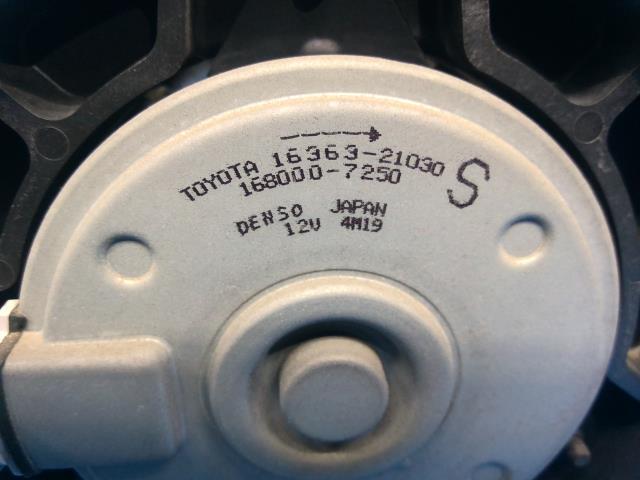 TOYOTA 16363-21030 S
168000-7250
DENSO JAPAN
12V 4M19